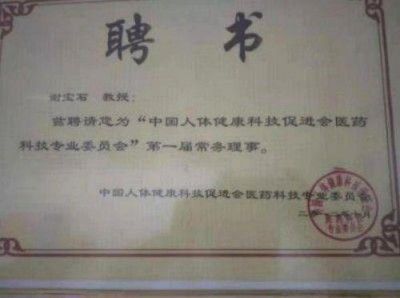 聘书
谢宝石 教授：
兹聘请您为“中国人体健康科技促进会医药
科技专业委员会”第一届常务理事。
中国人体健康科技促进会医药科技专业委员会